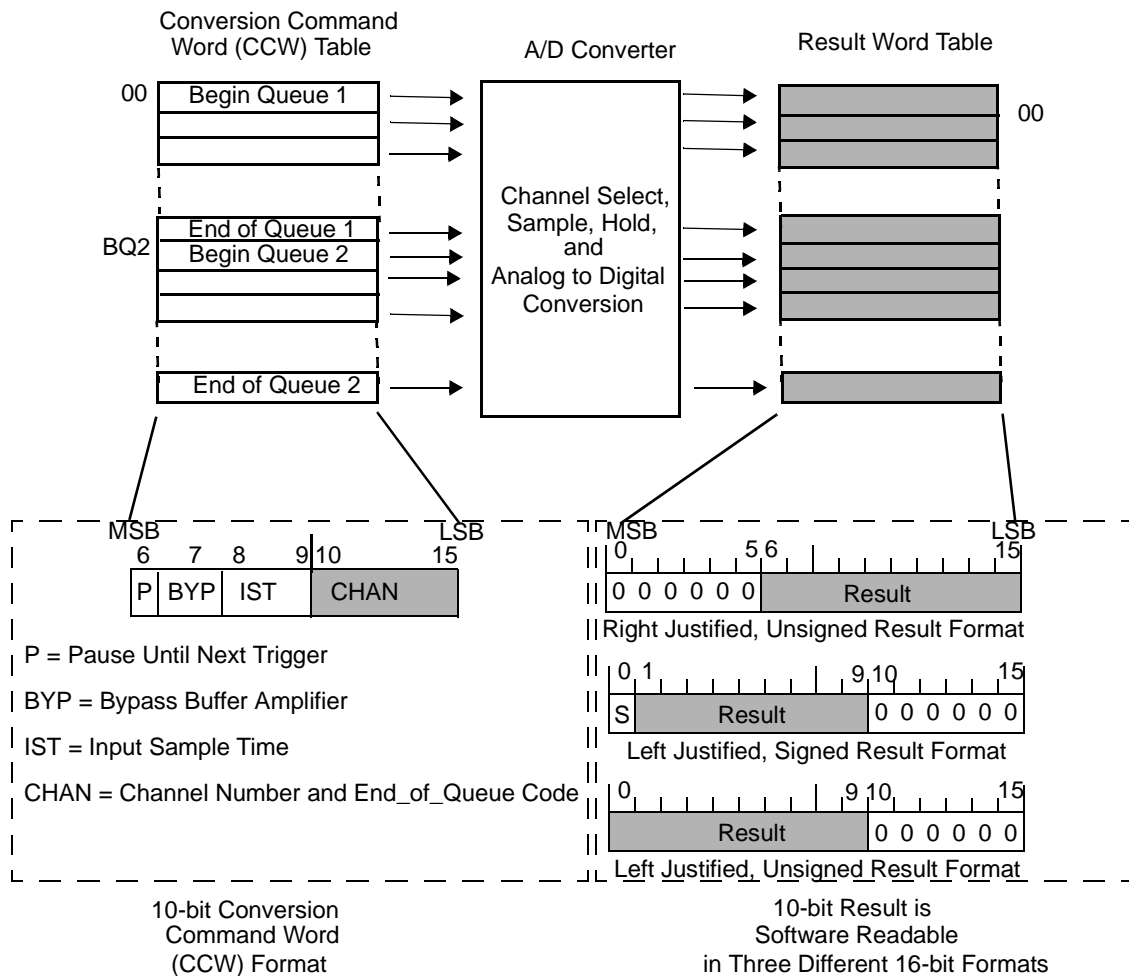 Conversion Command
Word (CCW) Table
A/D Converter
Result Word Table
00
Begin Queue 1
00
Channel Select,
Sample, Hold,
and
Analog to Digital
Conversion
End of Queue 1
BQ2
Begin Queue 2
End of Queue 2
MSB
LSB
6 7 8 9 10 15
P BYP IST CHAN
P = Pause Until Next Trigger
BYP = Bypass Buffer Amplifier
IST = Input Sample Time
CHAN = Channel Number and End_of_Queue Code
10-bit Conversion
Command Word
(CCW) Format
MSB
LSB
0 5 6 15
0 0 0 0 0 0 Result
Right Justified, Unsigned Result Format
0 1 9 10 15
S Result 0 0 0 0 0 0
Left Justified, Signed Result Format
0 9 10 15
Result 0 0 0 0 0 0
Left Justified, Unsigned Result Format
10-bit Result is
Software Readable
in Three Different 16-bit Formats